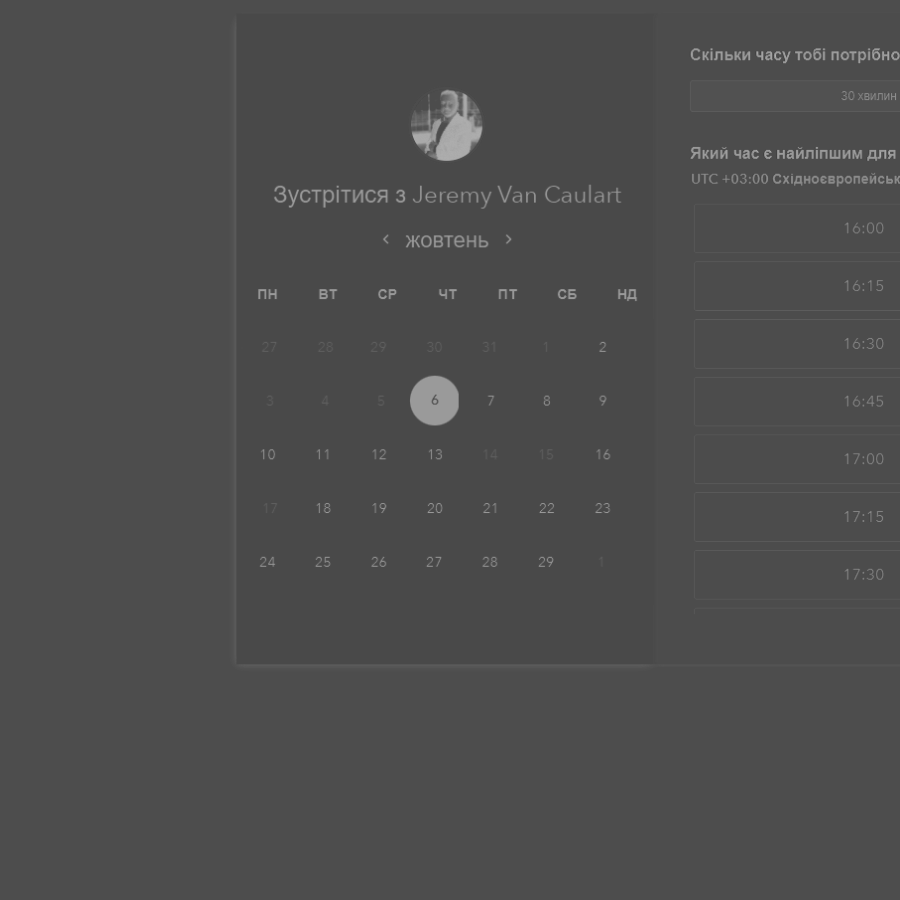 Зустрітися з Jeremy Van Caulart
жовтень
ПН ВТ СР ЧТ ПТ СБ НД
27 28 29 30 31 1 2
3 4 5 6 7 8 9
10 11 12 13 14 15 16
17 18 19 20 21 22 23
24 25 26 27 28 29 1
Скільки часу тобі потрібно
30 хвилин
Який час є найліпшим для
UTC +03:00 Східноєвропейськ
16:00
16:15
16:30
16:45
17:00
17:15
17:30